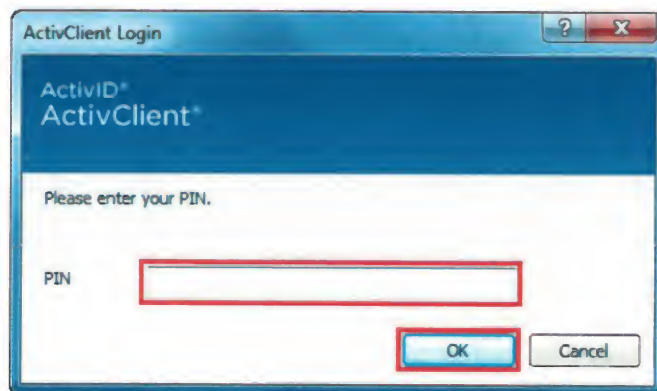 ActivClient Login
? X
ActivID®
ActivClient®
Please enter your PIN.
PIN
OK
Cancel